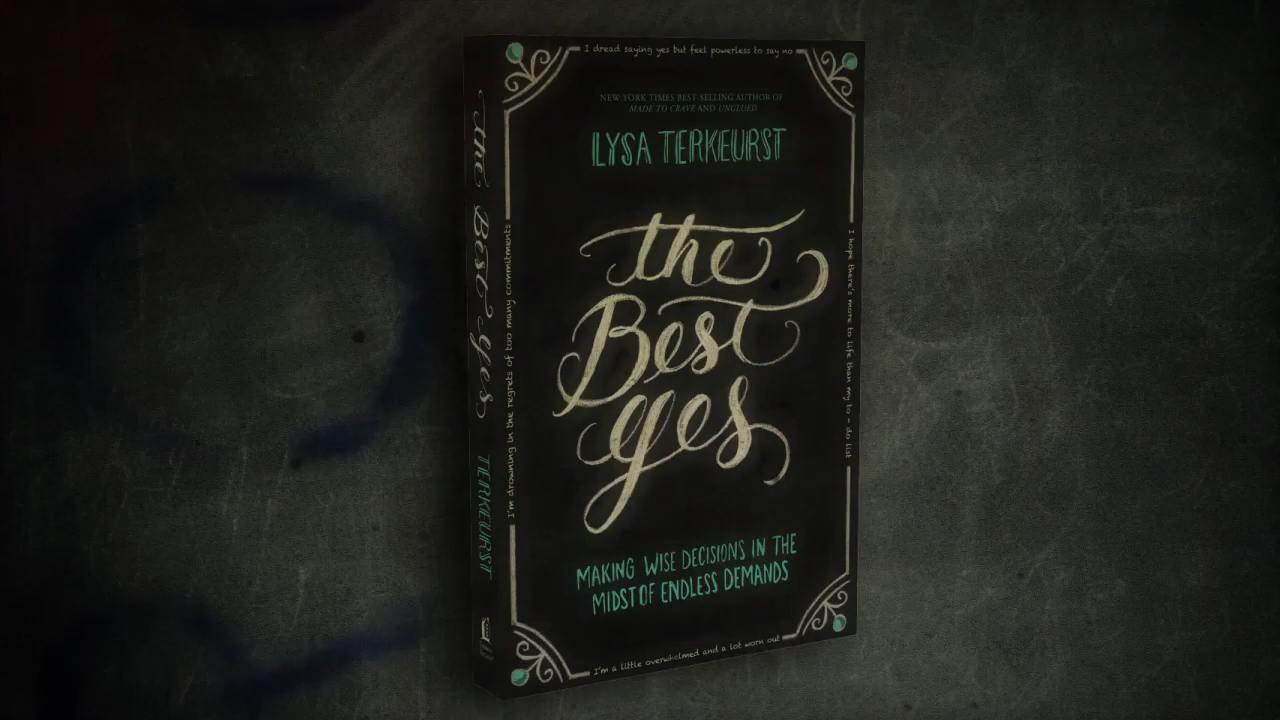 I dread saying yes but feel powerless to say no
NEW YORK TIMES BEST-SELLING AUTHOR OF
MADE TO CRAVE AND UNGLUED
LYSA TERKEURST
the
Best
yes
MAKING WISE DECISIONS IN THE
MIDST OF ENDLESS DEMANDS
I'm a little overwhelmed and a lot worn out
I'm drowning in the regrets of too many commitments
I hope there's more to life than my to-do list
the Best yes
TERKEURST